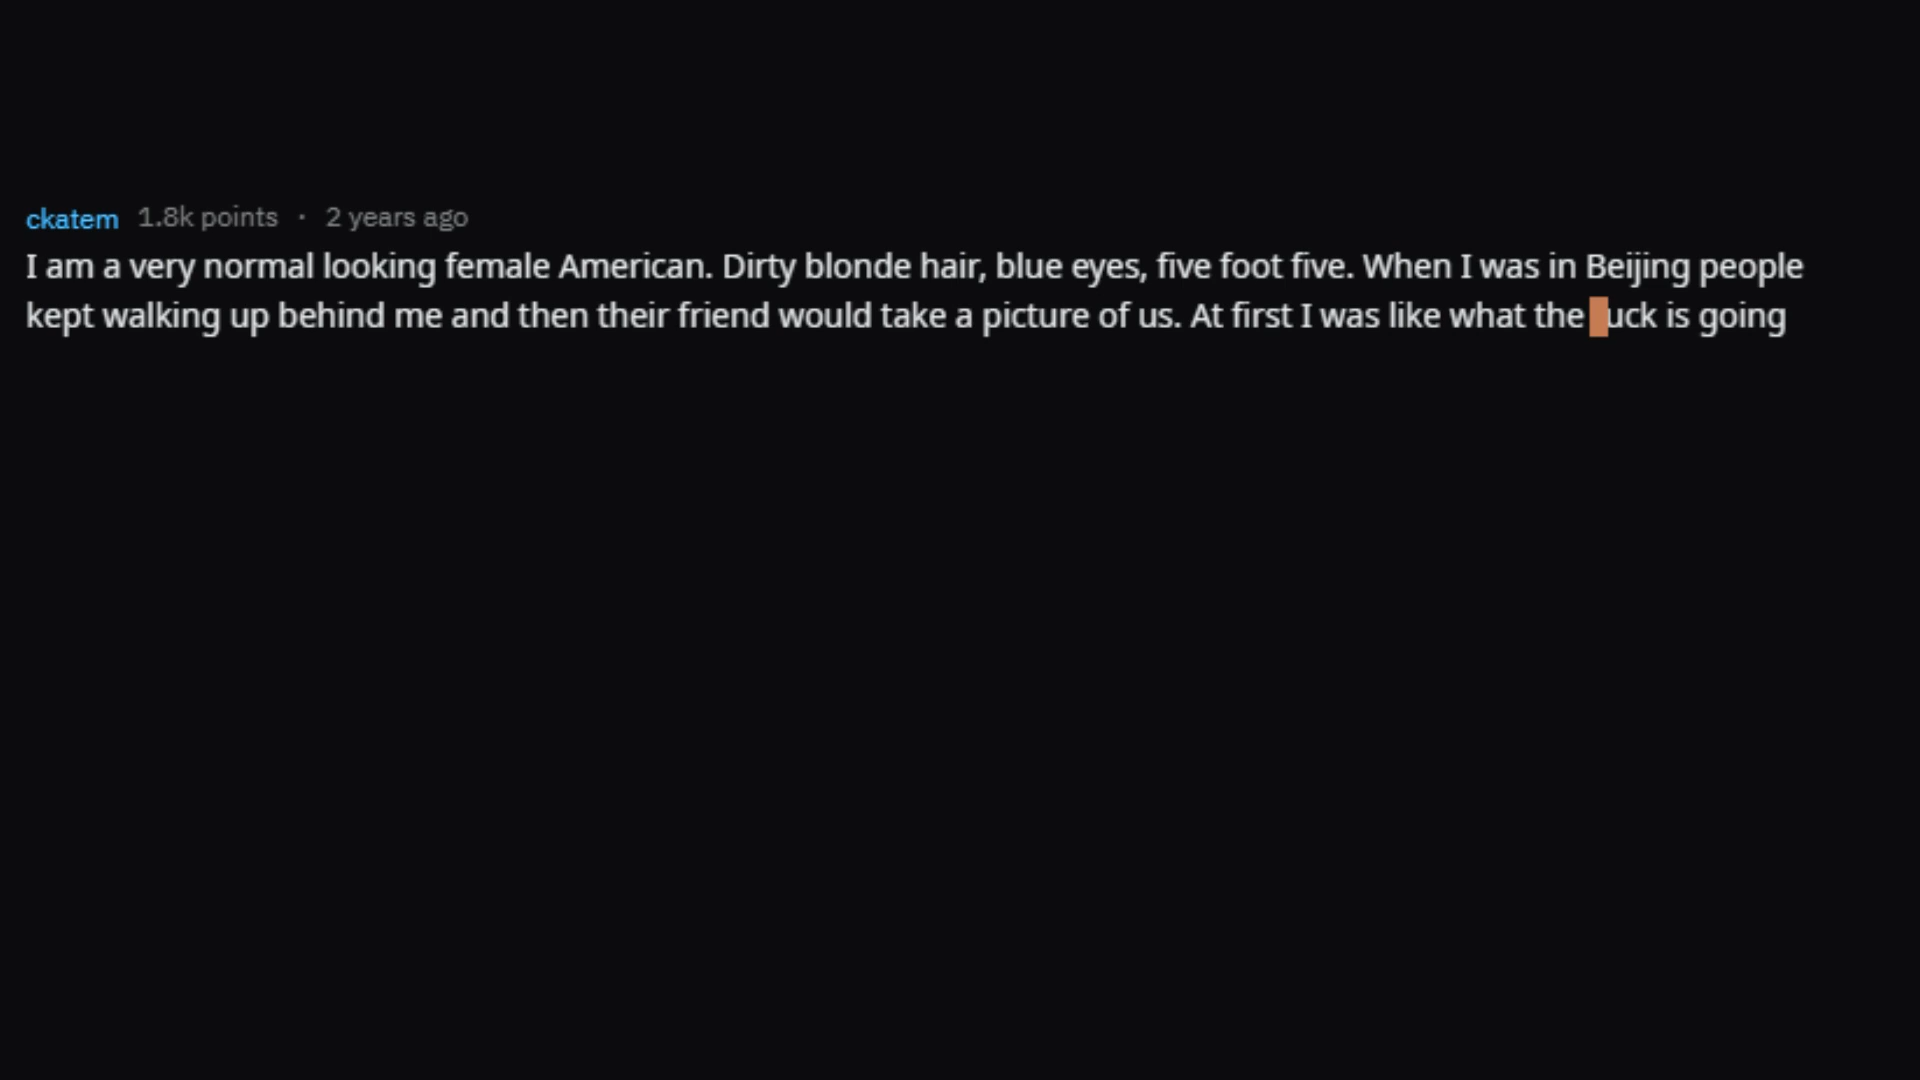 ckatem 1.8k points · 2 years ago
I am a very normal looking female American. Dirty blonde hair, blue eyes, five foot five. When I was in Beijing people
kept walking up behind me and then their friend would take a picture of us. At first I was like what the uck is going